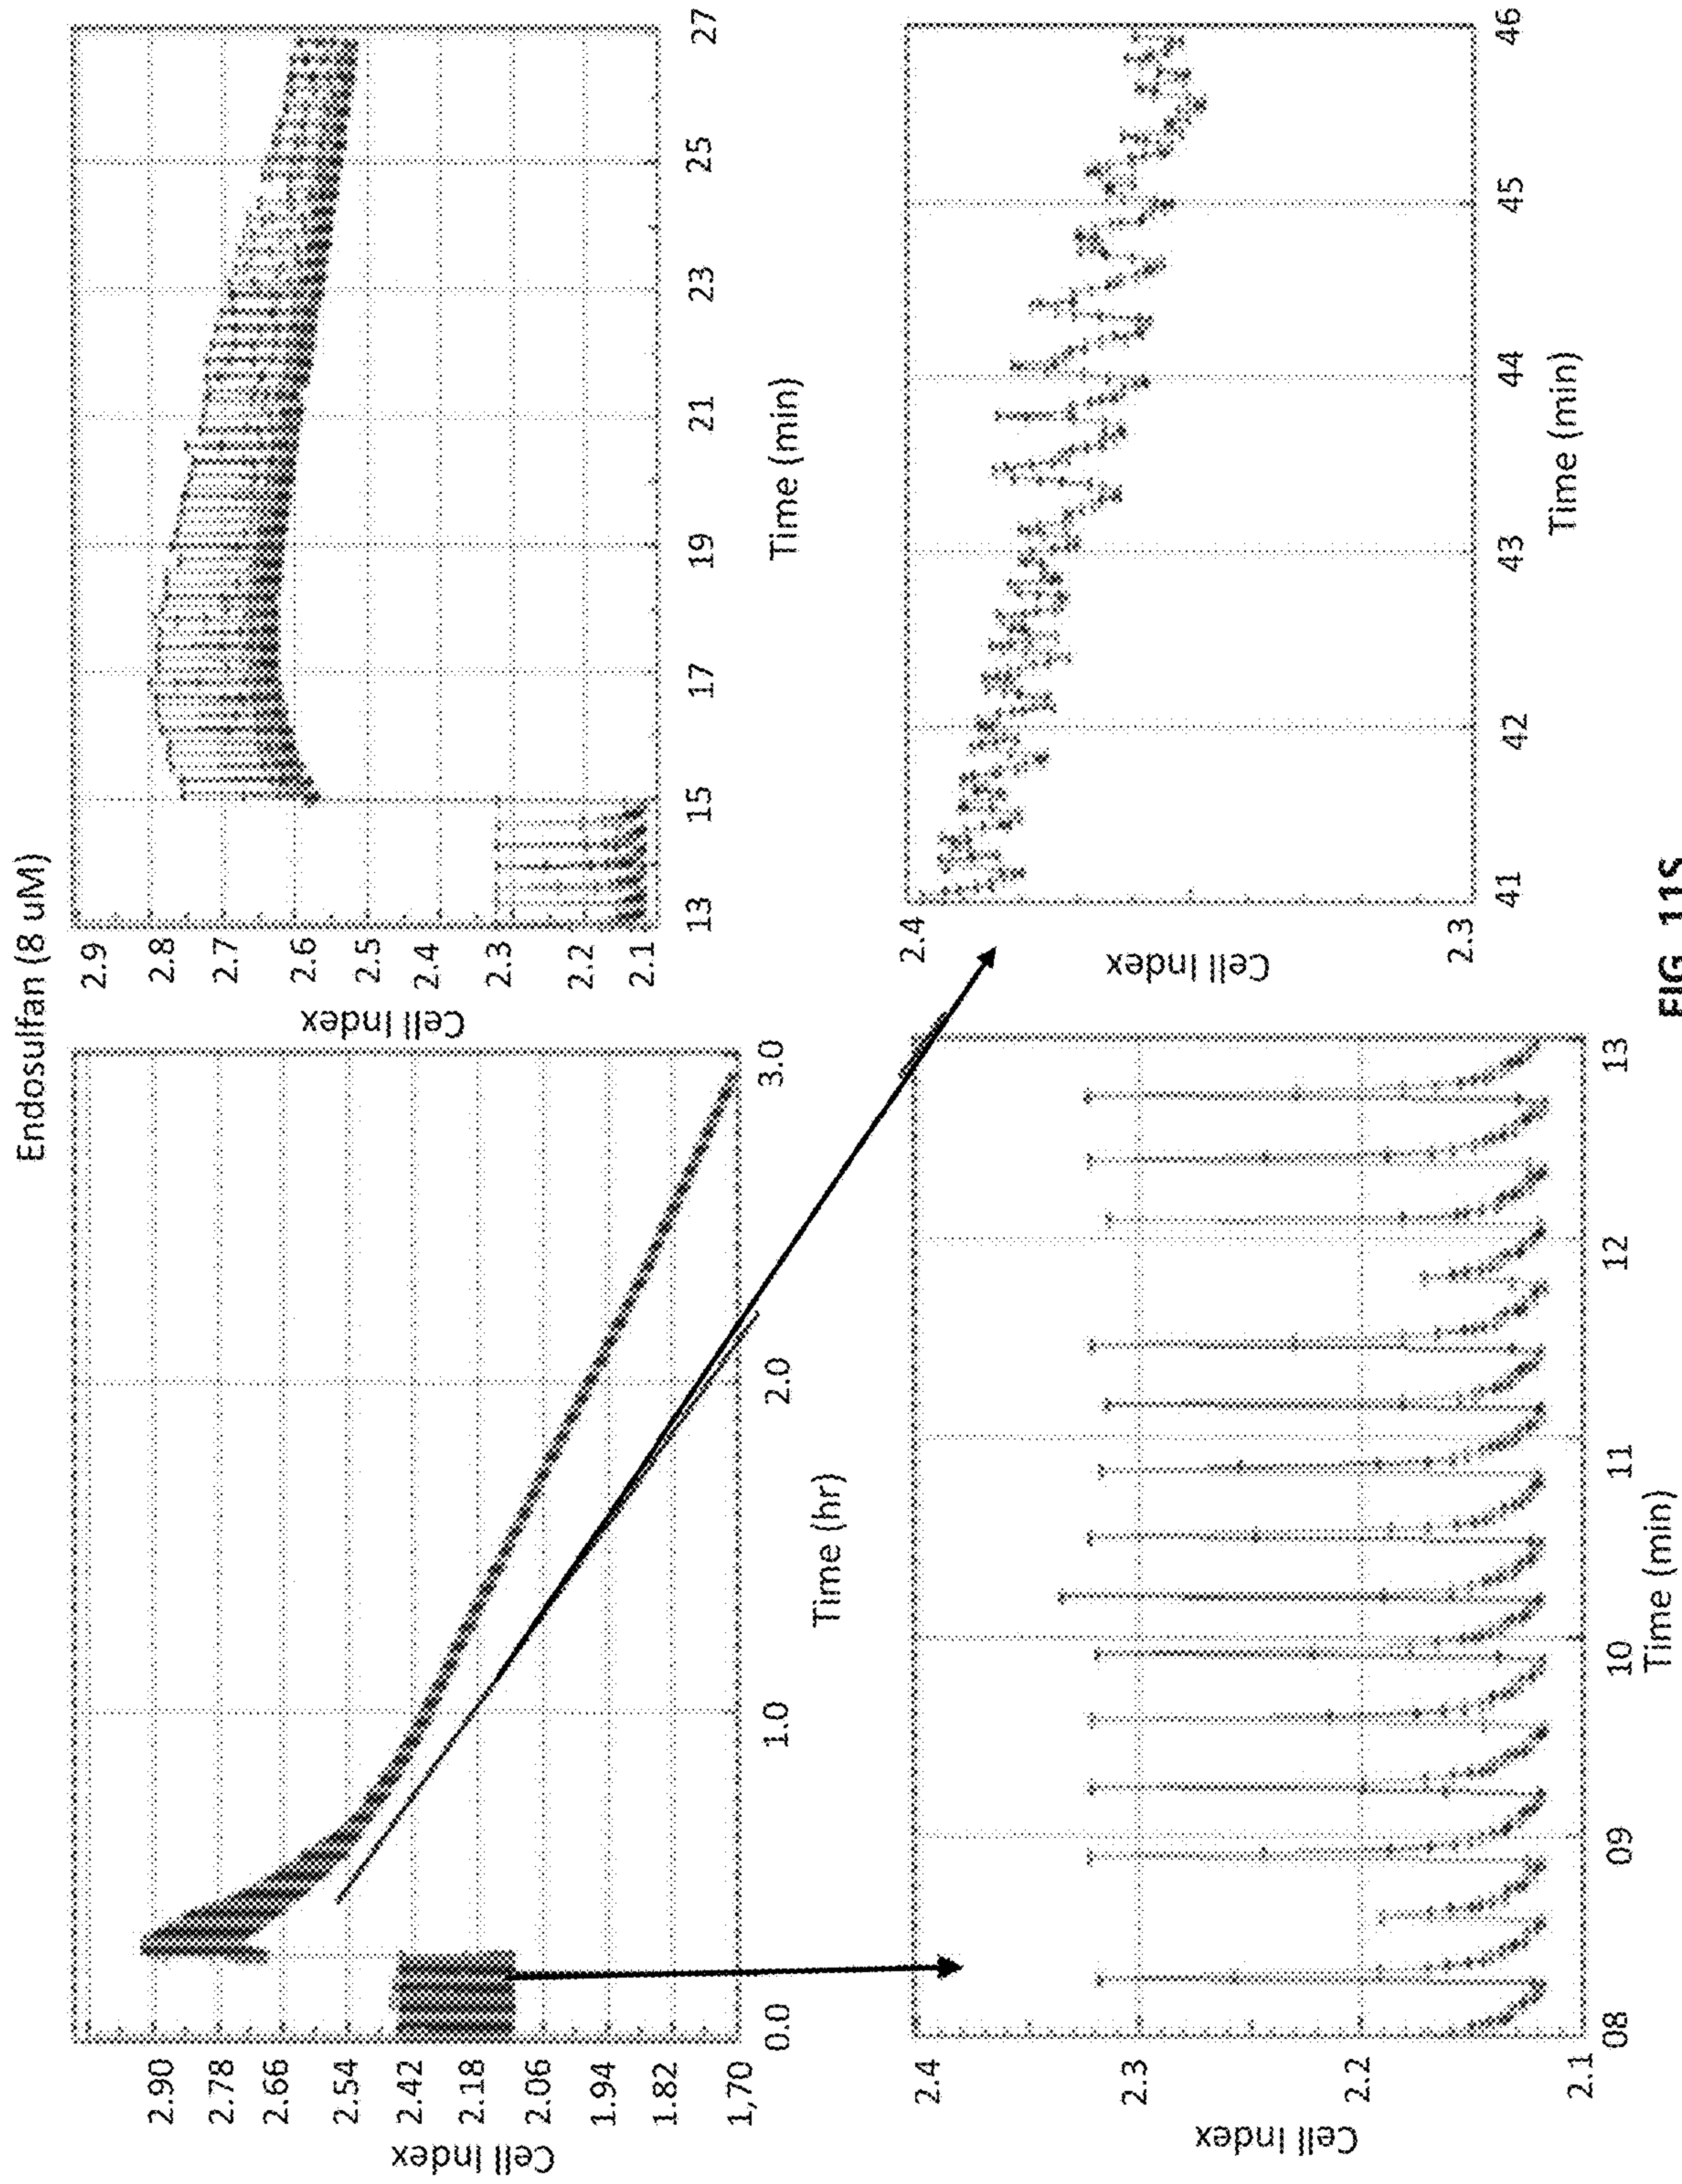 Endosulfan (8 uM)
Cell Index
2.90
2.78
2.66
2.54
2.42
2.18
2.06
1.94
1.82
1,70
0.0 1.0 2.0 3.0
Time (hr)
Cell Index
2.9
2.8
2.7
2.6
2.5
2.4
2.3
2.2
2.1
13 15 17 19 21 23 25 27
Time (min)
Cell Index
2.4
2.3
2.2
2.1
08 09 10 11 12 13
Time (min)
Cell Index
2.4
2.3
41 42 43 44 45 46
Time (min)
FIG. 11S